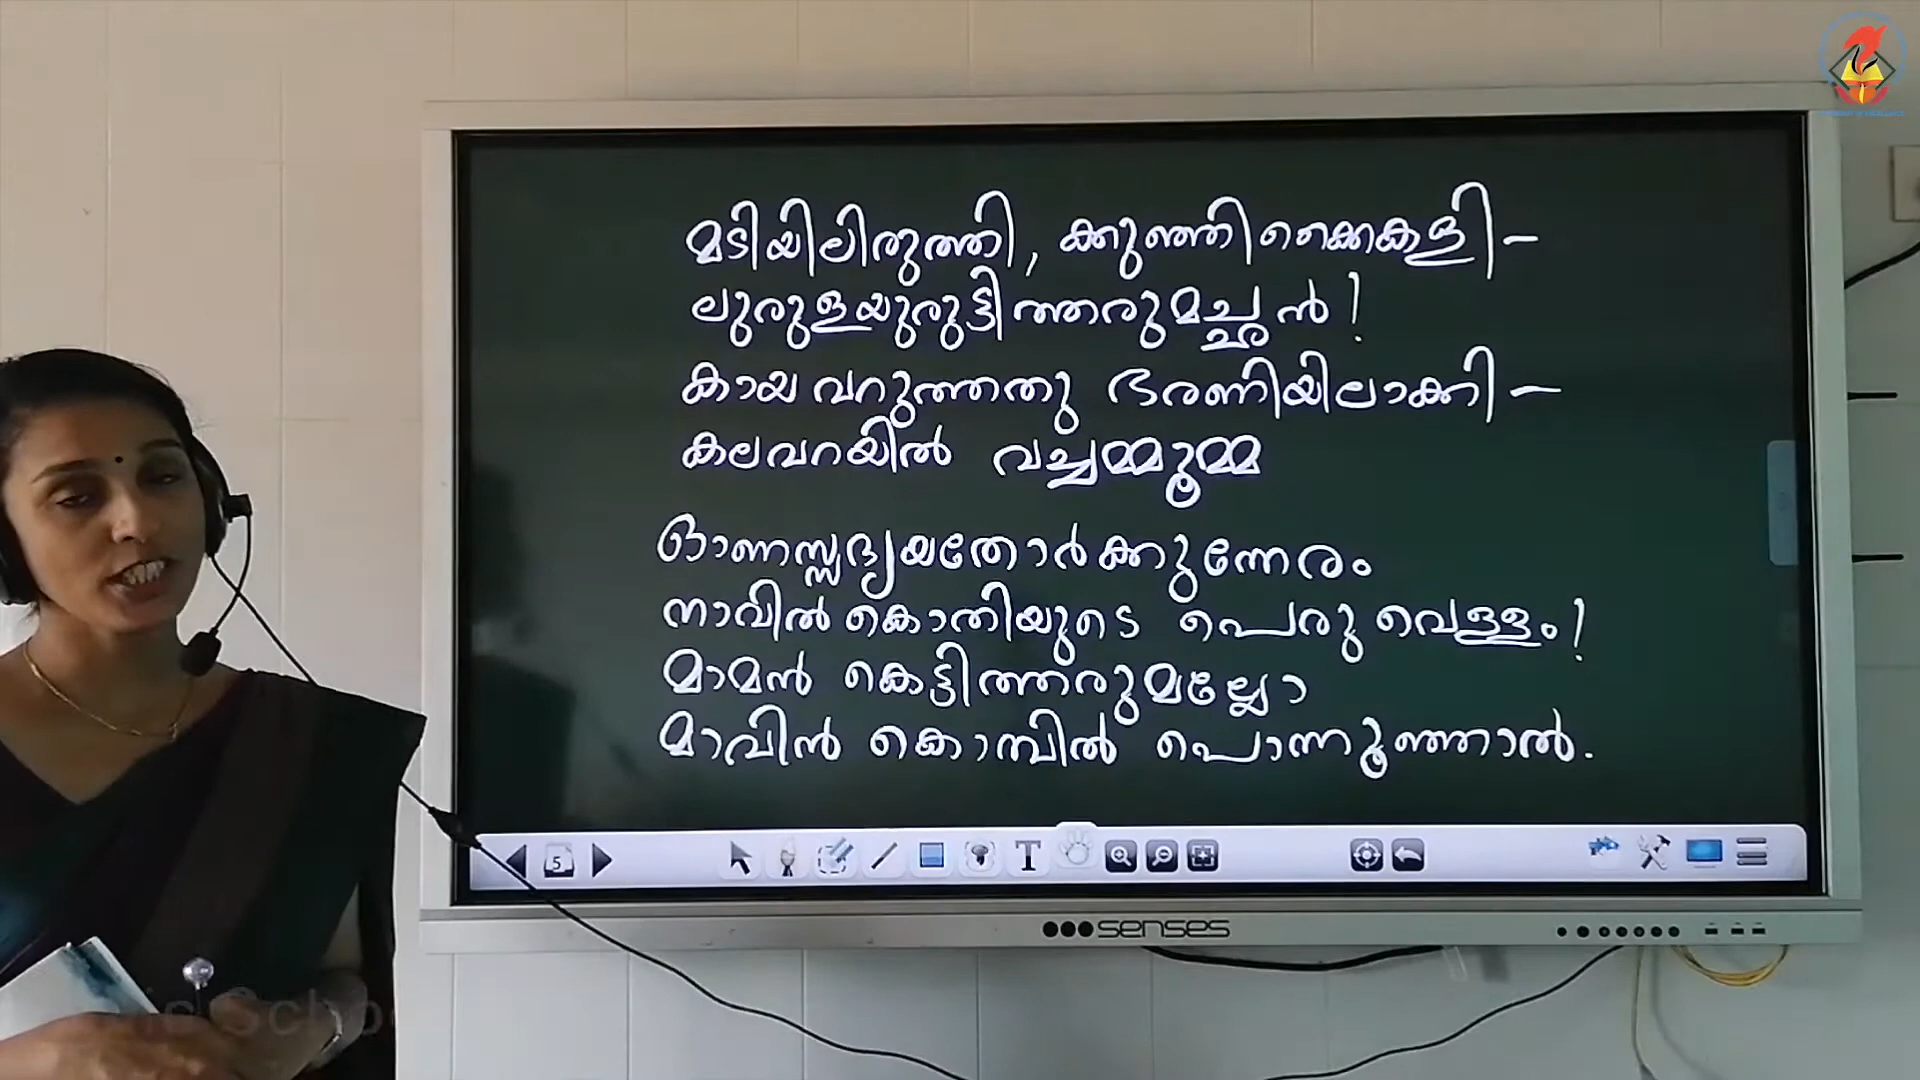 മടിയിലിരുത്തി, ക്കുഞ്ഞിക്കൈകളി-
ലുരുളയുരുട്ടിത്തരുമച്ഛൻ!
കായ വറുത്തതു ഭരണിയിലാക്കി-
കലവറയിൽ വച്ചമ്മൂമ്മ
ഓണസ്സദ്യയതോർക്കുന്നേരം
നാവിൽ കൊതിയുടെ പെരുവെള്ളം!
മാമൻ കെട്ടിത്തരുമല്ലോ
മാവിൻ കൊമ്പിൽ പൊന്നൂഞ്ഞാൽ.
5
T
senses